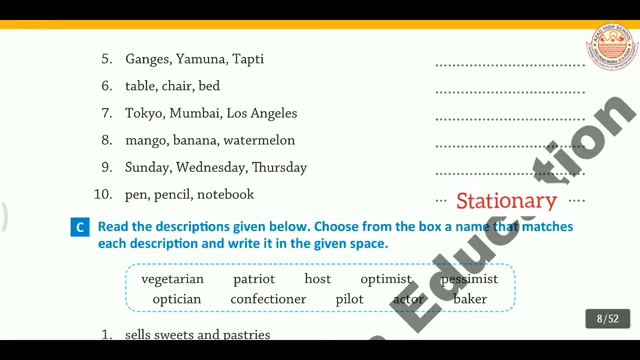 5. Ganges, Yamuna, Tapti
6. table, chair, bed
7. Tokyo, Mumbai, Los Angeles
8. mango, banana, watermelon
9. Sunday, Wednesday, Thursday
10. pen, pencil, notebook Stationary
C Read the descriptions given below. Choose from the box a name that matches
each description and write it in the given space.
vegetarian patriot host optimist pessimist
optician confectioner pilot actor baker
1. sells sweets and pastries
Education
8/52